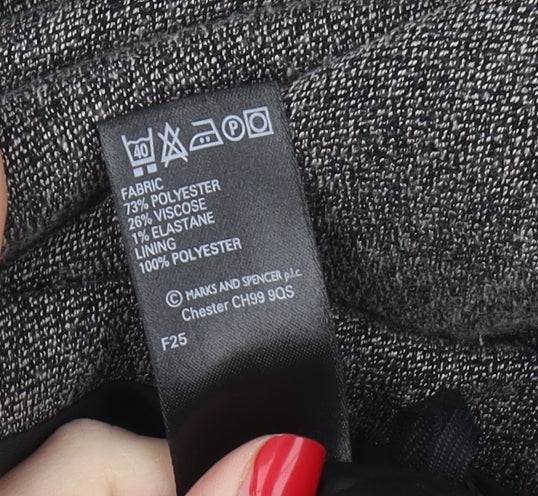 40 P
FABRIC
73% POLYESTER
26% VISCOSE
1% ELASTANE
LINING
100% POLYESTER
© MARKS AND SPENCER p.l.c.
Chester CH99 9QS
F25